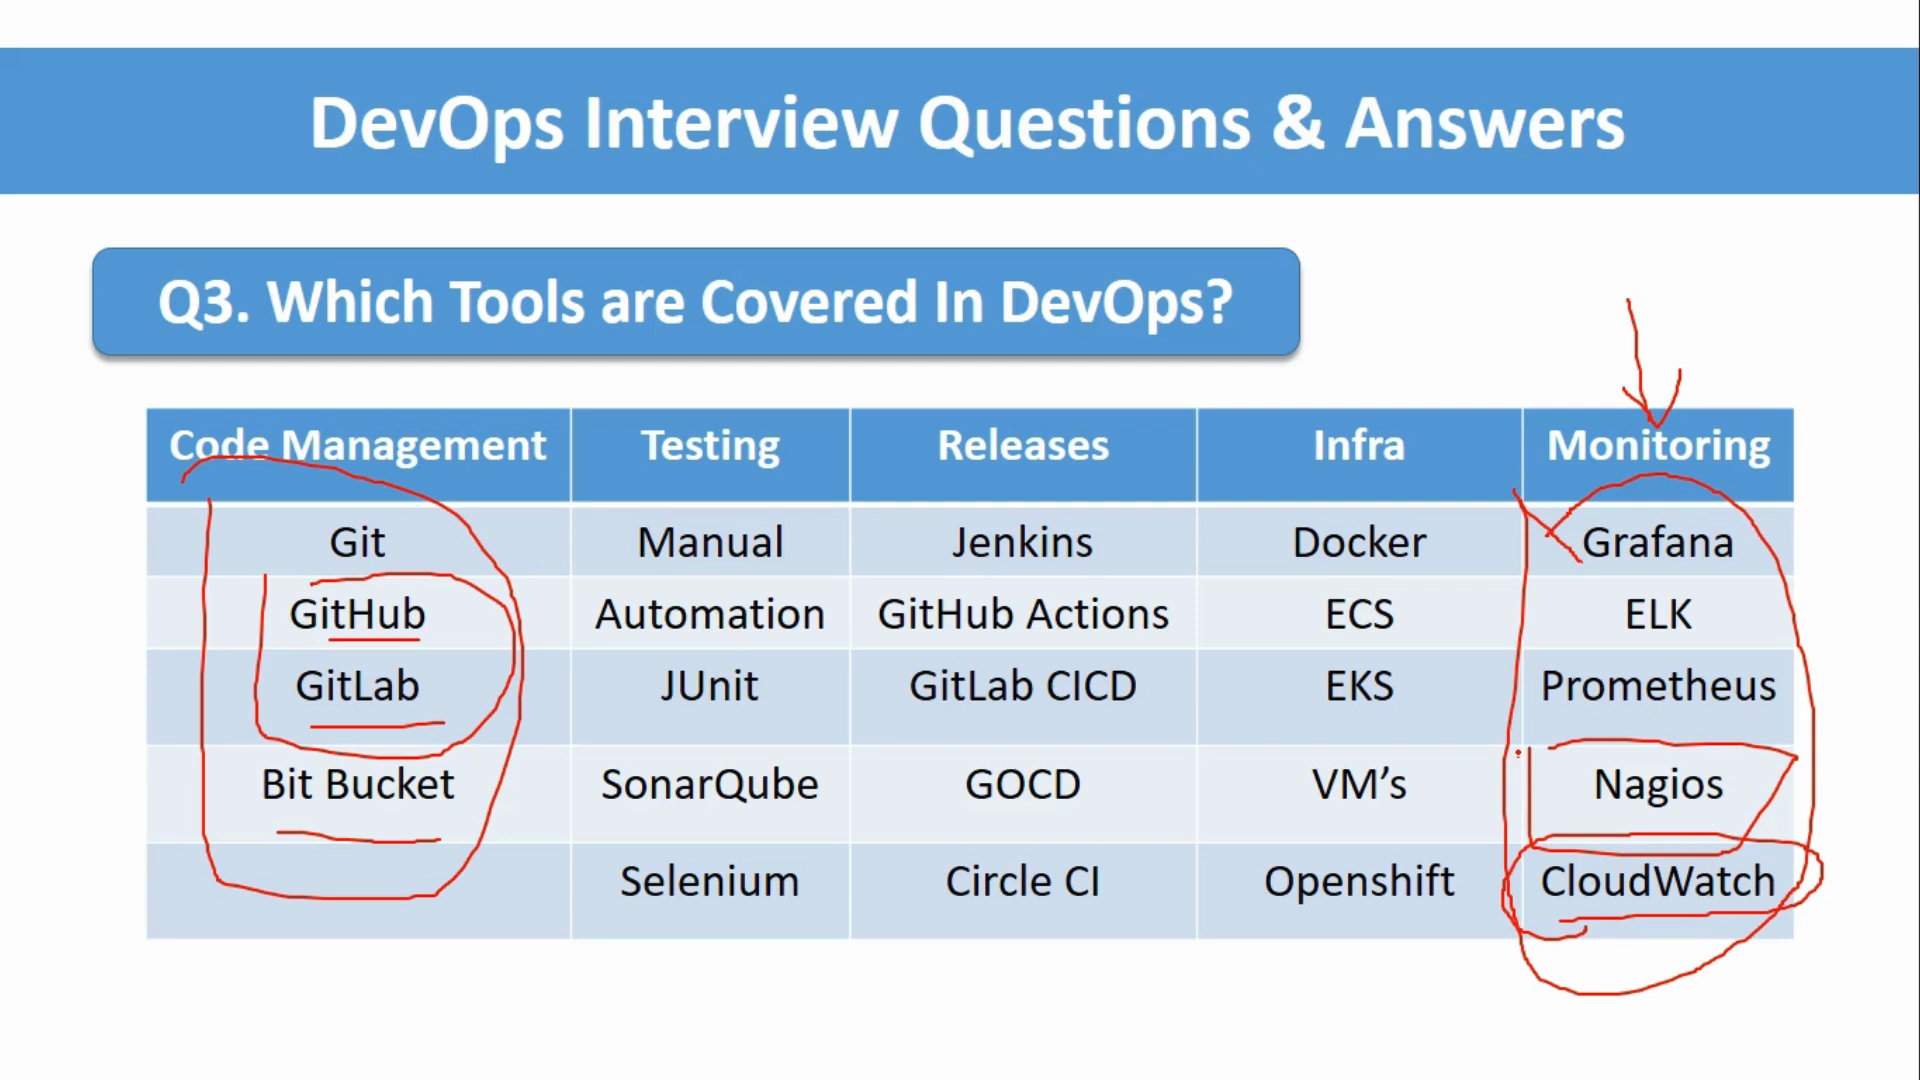 DevOps Interview Questions & Answers
Q3. Which Tools are Covered In DevOps?
Code Management Testing Releases Infra Monitoring
Git Manual Jenkins Docker Grafana
GitHub Automation GitHub Actions ECS ELK
GitLab JUnit GitLab CICD EKS Prometheus
Bit Bucket SonarQube GOCD VM’s Nagios
Selenium Circle CI Openshift CloudWatch